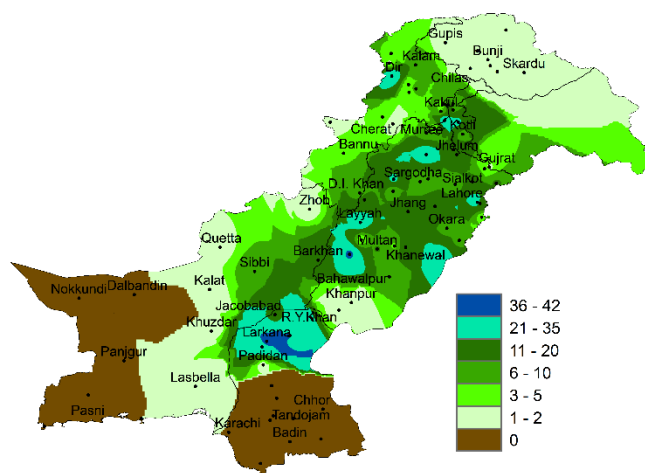 Gupis
Kalam
Bunji
Skardu
Dir
Chilas
Kakul
Cherat
Murree
Kotli
Bannu
Jhelum
Gujrat
Sargodha
Sialkot
D.I. Khan
Lahore
Zhob
Jhang
Layyah
Okara
Quetta
Multan
Barkhan
Khanewal
Sibbi
Bahawalpur
Kalat
Dalbandin
Nokkundi
Khanpur
Jacobabad
R.Y.Khan
Khuzdar
Larkana
Panjgur
Padidan
Lasbella
Pasni
Chhor
Karachi
Tandojam
Badin
36 - 42
21 - 35
11 - 20
6 - 10
3 - 5
1 - 2
0